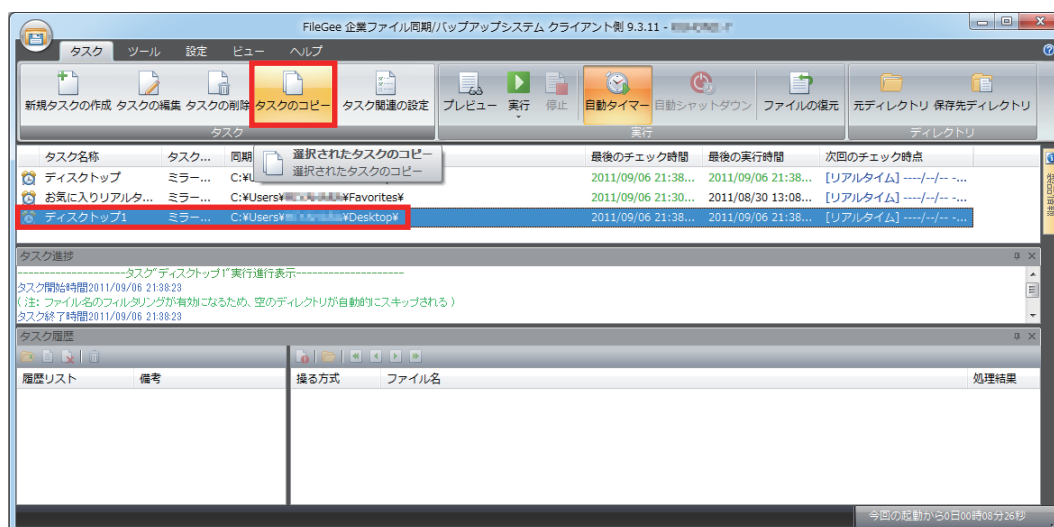 FileGee 企業ファイル同期/バップアップシステム クライアント側 9.3.11 -
タスク ツール 設定 ビュー ヘルプ
新規タスクの作成 タスクの編集 タスクの削除 タスクのコピー タスク関連の設定 プレビュー 実行 停止 自動タイマー 自動シャットダウン ファイルの復元 元ディレクトリ 保存先ディレクトリ
タスク 実行 ディレクトリ
タスク名称 タスク... 同期 最後のチェック時間 最後の実行時間 次回のチェック時点
選択されたタスクのコピー
選択されたタスクのコピー
ディスクトップ ミラー... C:¥U 2011/09/06 21:38... 2011/09/06 21:38... [リアルタイム] ----/--/-- -...
お気に入りリアルタ... ミラー... C:¥Users¥ ¥Favorites¥ 2011/09/06 21:30... 2011/08/30 13:08... [リアルタイム] ----/--/-- -...
ディスクトップ1 ミラー... C:¥Users¥ ¥Desktop¥ 2011/09/06 21:38... 2011/09/06 21:38... [リアルタイム] ----/--/-- -...
タスク進捗
--------------------タスク"ディスクトップ1"実行進行表示--------------------
タスク開始時間2011/09/06 21:38:23
(注: ファイル名のフィルタリングが有効になるため、空のディレクトリが自動的にスキップされる)
タスク終了時間2011/09/06 21:38:23
タスク履歴
履歴リスト 備考 操る方式 ファイル名 処理結果
今回の起動から0日00時08分26秒